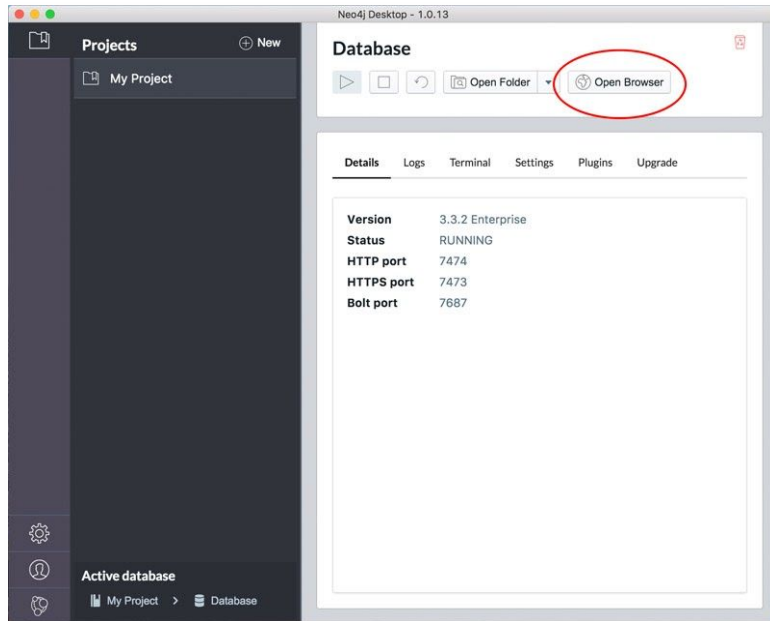 Neo4j Desktop - 1.0.13
Projects
New
My Project
Active database
My Project > Database
Database
Open Folder
Open Browser
Details Logs Terminal Settings Plugins Upgrade
Version 3.3.2 Enterprise
Status RUNNING
HTTP port 7474
HTTPS port 7473
Bolt port 7687